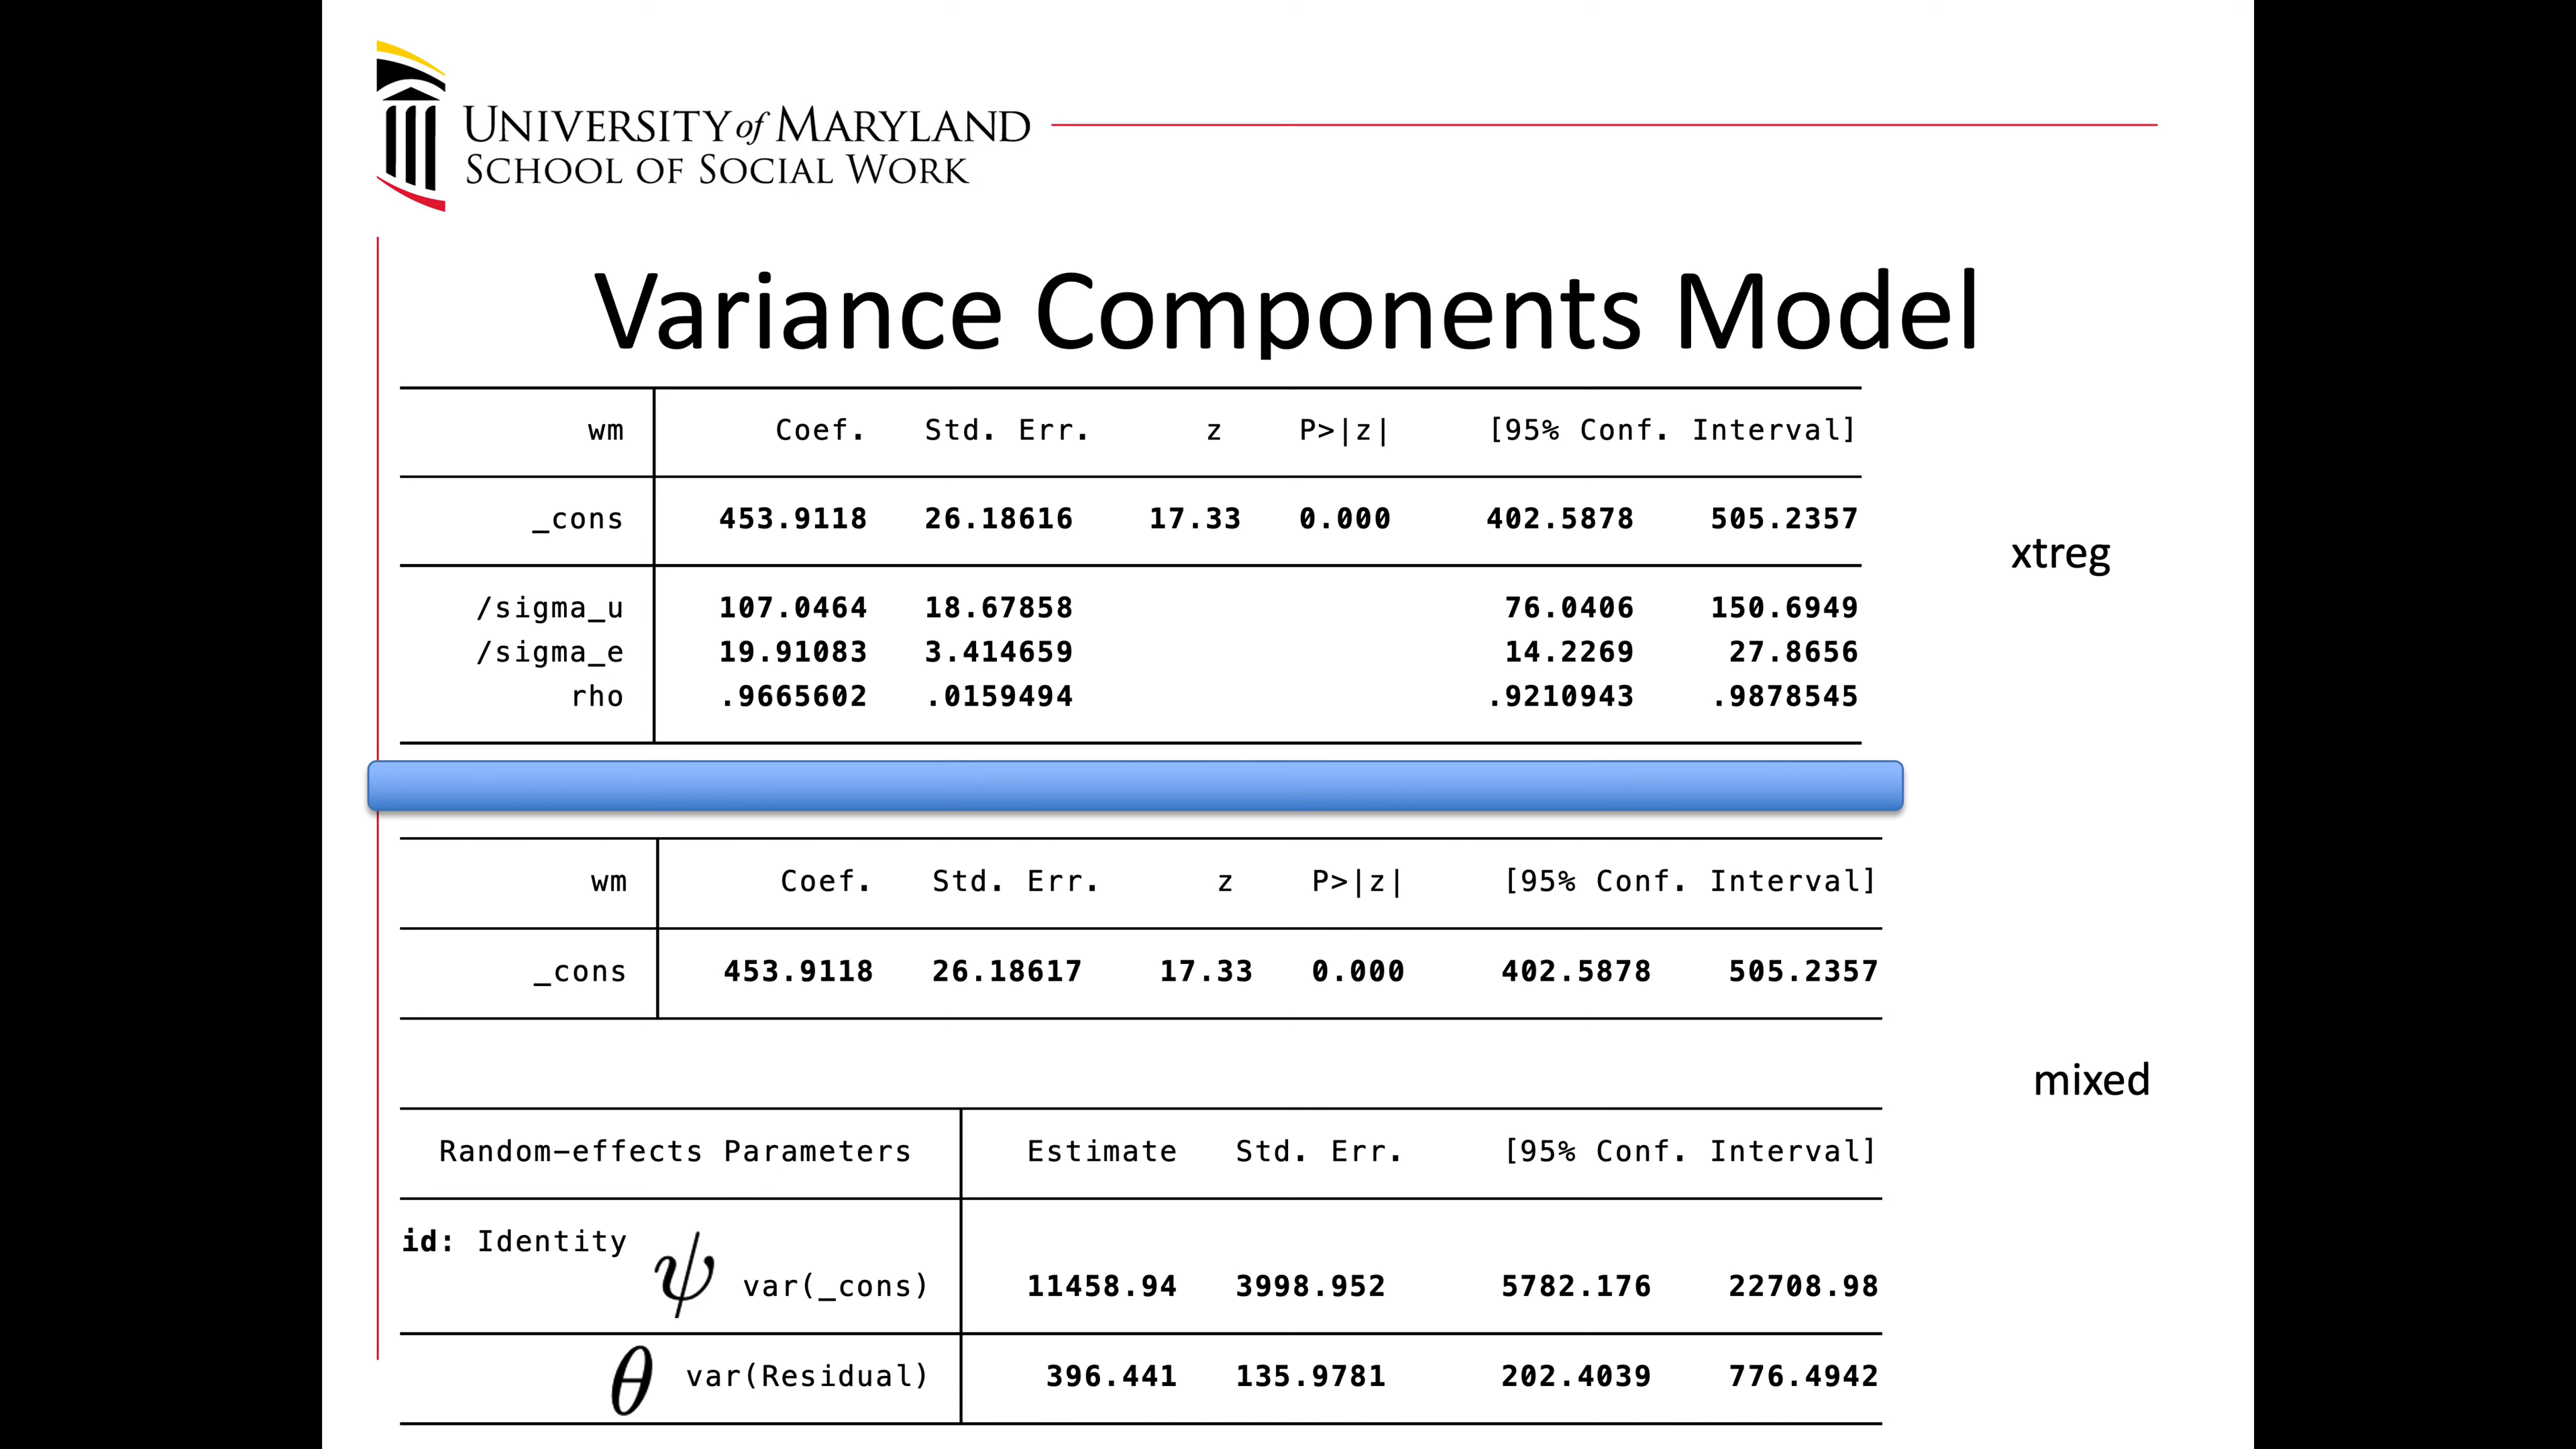 UNIVERSITY of MARYLAND
SCHOOL OF SOCIAL WORK
Variance Components Model
wm Coef. Std. Err. z P>|z| [95% Conf. Interval]
_cons 453.9118 26.18616 17.33 0.000 402.5878 505.2357
xtreg
/sigma_u 107.0464 18.67858 76.0406 150.6949
/sigma_e 19.91083 3.414659 14.2269 27.8656
rho .9665602 .0159494 .9210943 .9878545
wm Coef. Std. Err. z P>|z| [95% Conf. Interval]
_cons 453.9118 26.18617 17.33 0.000 402.5878 505.2357
mixed
Random-effects Parameters Estimate Std. Err. [95% Conf. Interval]
id: Identity
ψ var(_cons) 11458.94 3998.952 5782.176 22708.98
θ var(Residual) 396.441 135.9781 202.4039 776.4942